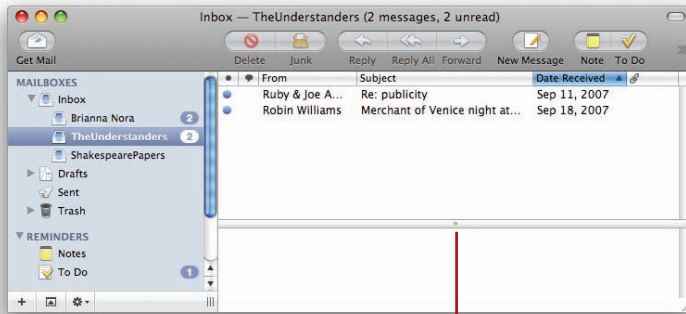 Inbox — TheUnderstanders (2 messages, 2 unread)
Get Mail Delete Junk Reply Reply All Forward New Message Note To Do
MAILBOXES
Inbox
Brianna Nora 2
TheUnderstanders 2
ShakespearePapers
Drafts
Sent
Trash
REMINDERS
Notes
To Do 1
From Subject Date Received
Ruby & Joe A... Re: publicity Sep 11, 2007
Robin Williams Merchant of Venice night at... Sep 18, 2007